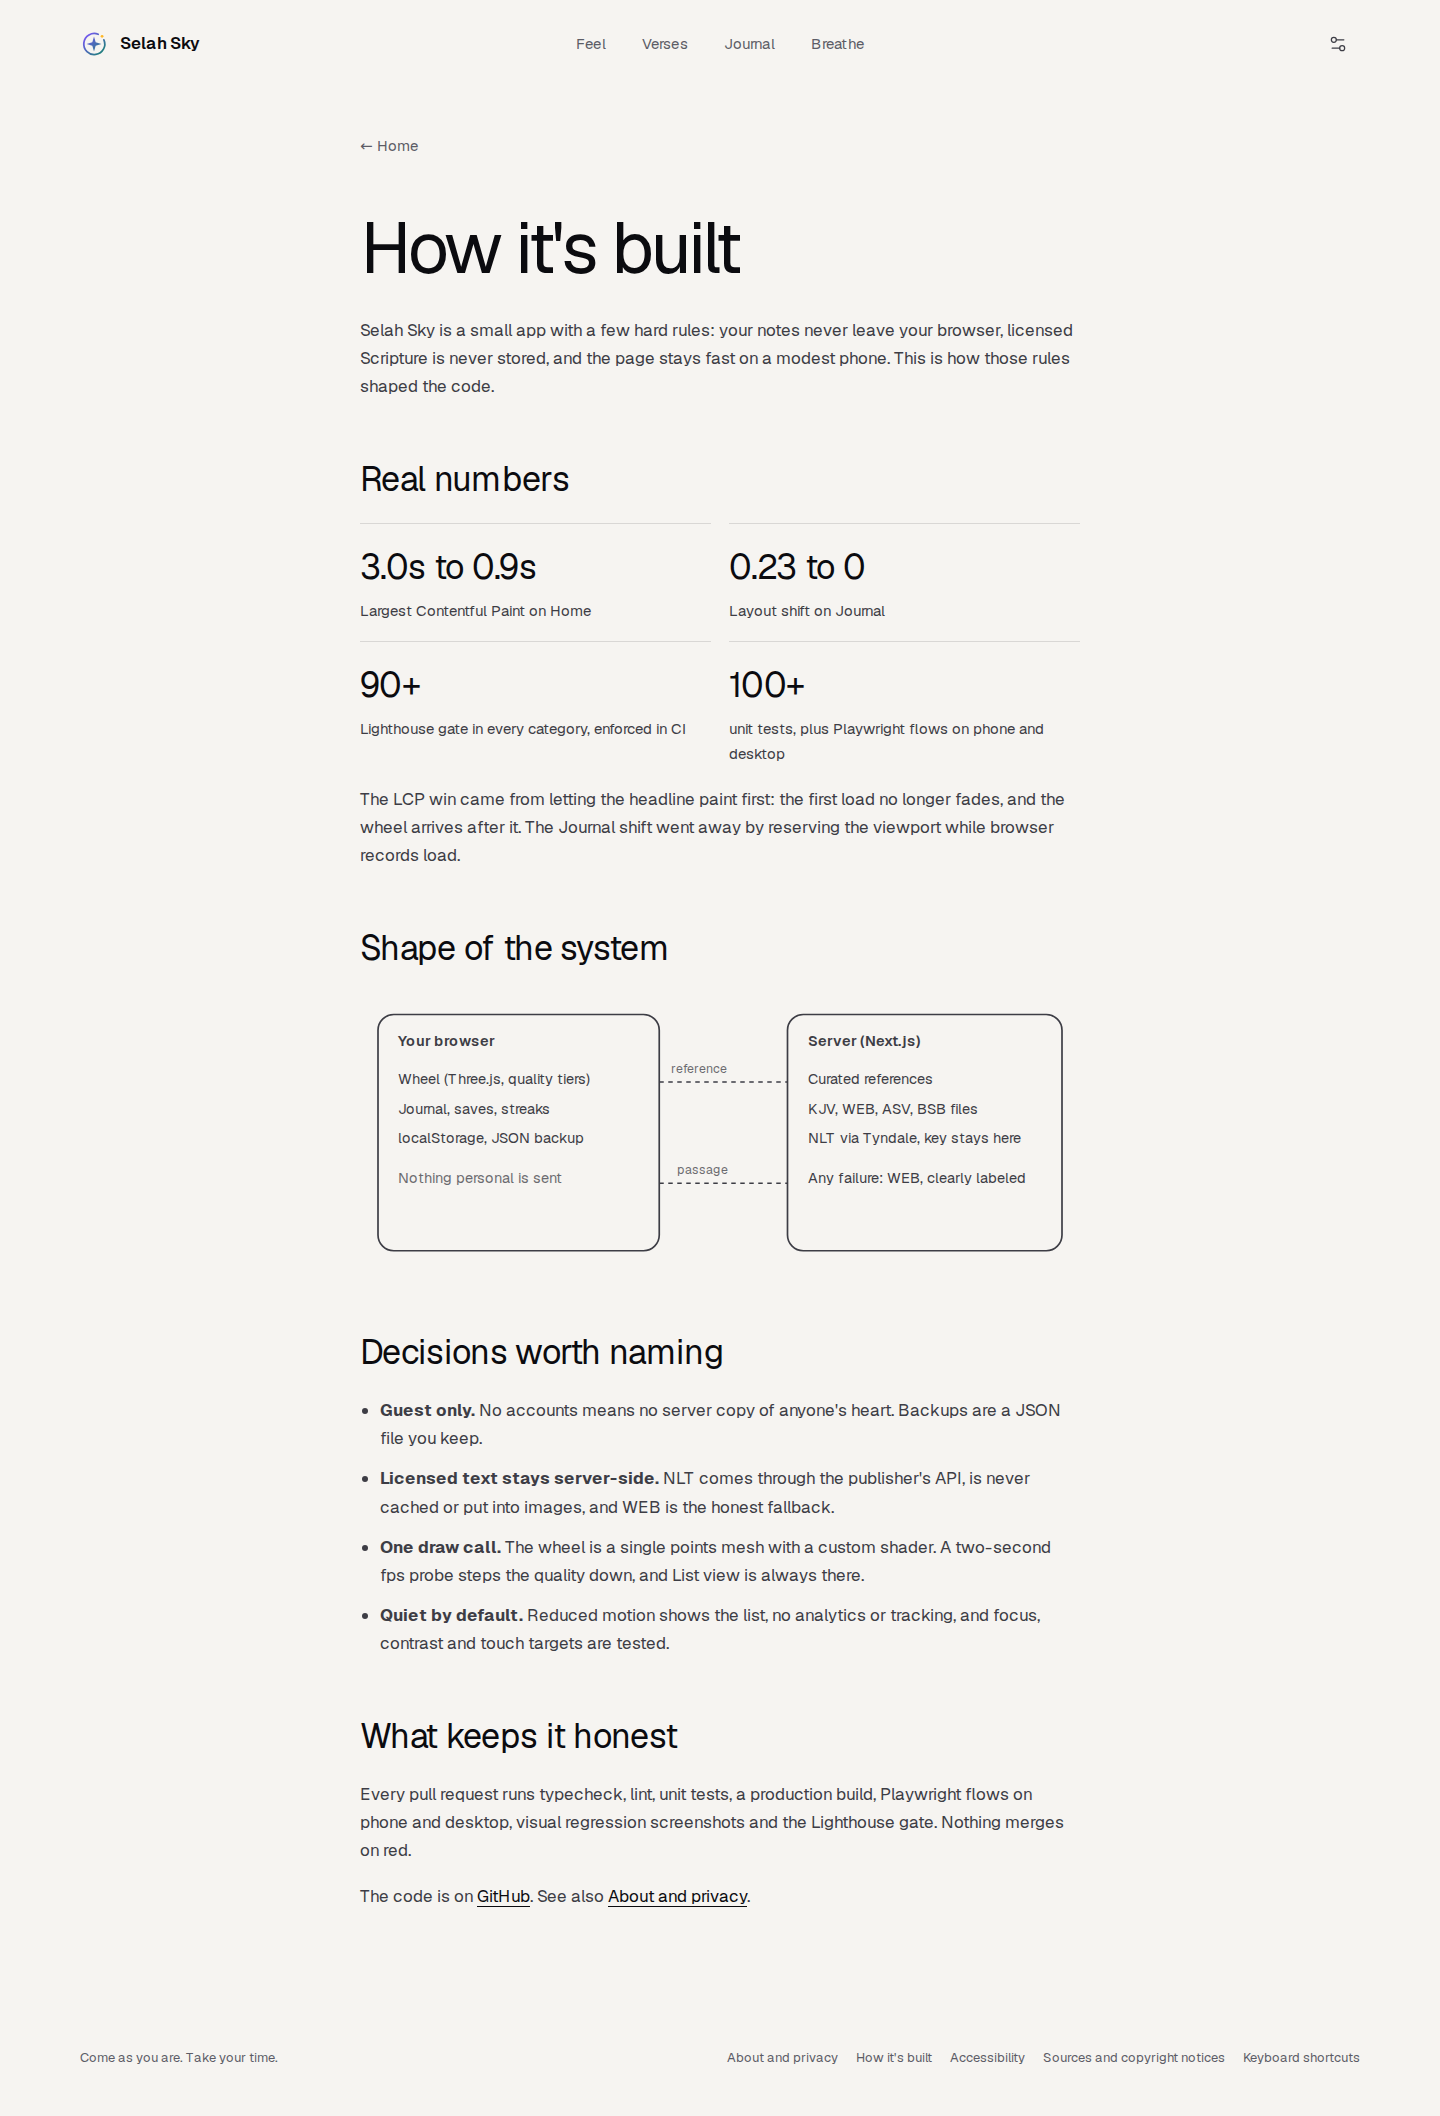 Selah Sky
Feel
Verses
Journal
Breathe
← Home
How it's built
Selah Sky is a small app with a few hard rules: your notes never leave your browser, licensed
Scripture is never stored, and the page stays fast on a modest phone. This is how those rules
shaped the code.
Real numbers
3.0s to 0.9s
Largest Contentful Paint on Home
0.23 to 0
Layout shift on Journal
90+
Lighthouse gate in every category, enforced in CI
100+
unit tests, plus Playwright flows on phone and
desktop
The LCP win came from letting the headline paint first: the first load no longer fades, and the
wheel arrives after it. The Journal shift went away by reserving the viewport while browser
records load.
Shape of the system
Your browser
Wheel (Three.js, quality tiers)
Journal, saves, streaks
localStorage, JSON backup
Nothing personal is sent
reference
passage
Server (Next.js)
Curated references
KJV, WEB, ASV, BSB files
NLT via Tyndale, key stays here
Any failure: WEB, clearly labeled
Decisions worth naming
• Guest only. No accounts means no server copy of anyone's heart. Backups are a JSON
file you keep.
• Licensed text stays server-side. NLT comes through the publisher's API, is never
cached or put into images, and WEB is the honest fallback.
• One draw call. The wheel is a single points mesh with a custom shader. A two-second
fps probe steps the quality down, and List view is always there.
• Quiet by default. Reduced motion shows the list, no analytics or tracking, and focus,
contrast and touch targets are tested.
What keeps it honest
Every pull request runs typecheck, lint, unit tests, a production build, Playwright flows on
phone and desktop, visual regression screenshots and the Lighthouse gate. Nothing merges
on red.
The code is on GitHub. See also About and privacy.
Come as you are. Take your time.
About and privacy
How it's built
Accessibility
Sources and copyright notices
Keyboard shortcuts